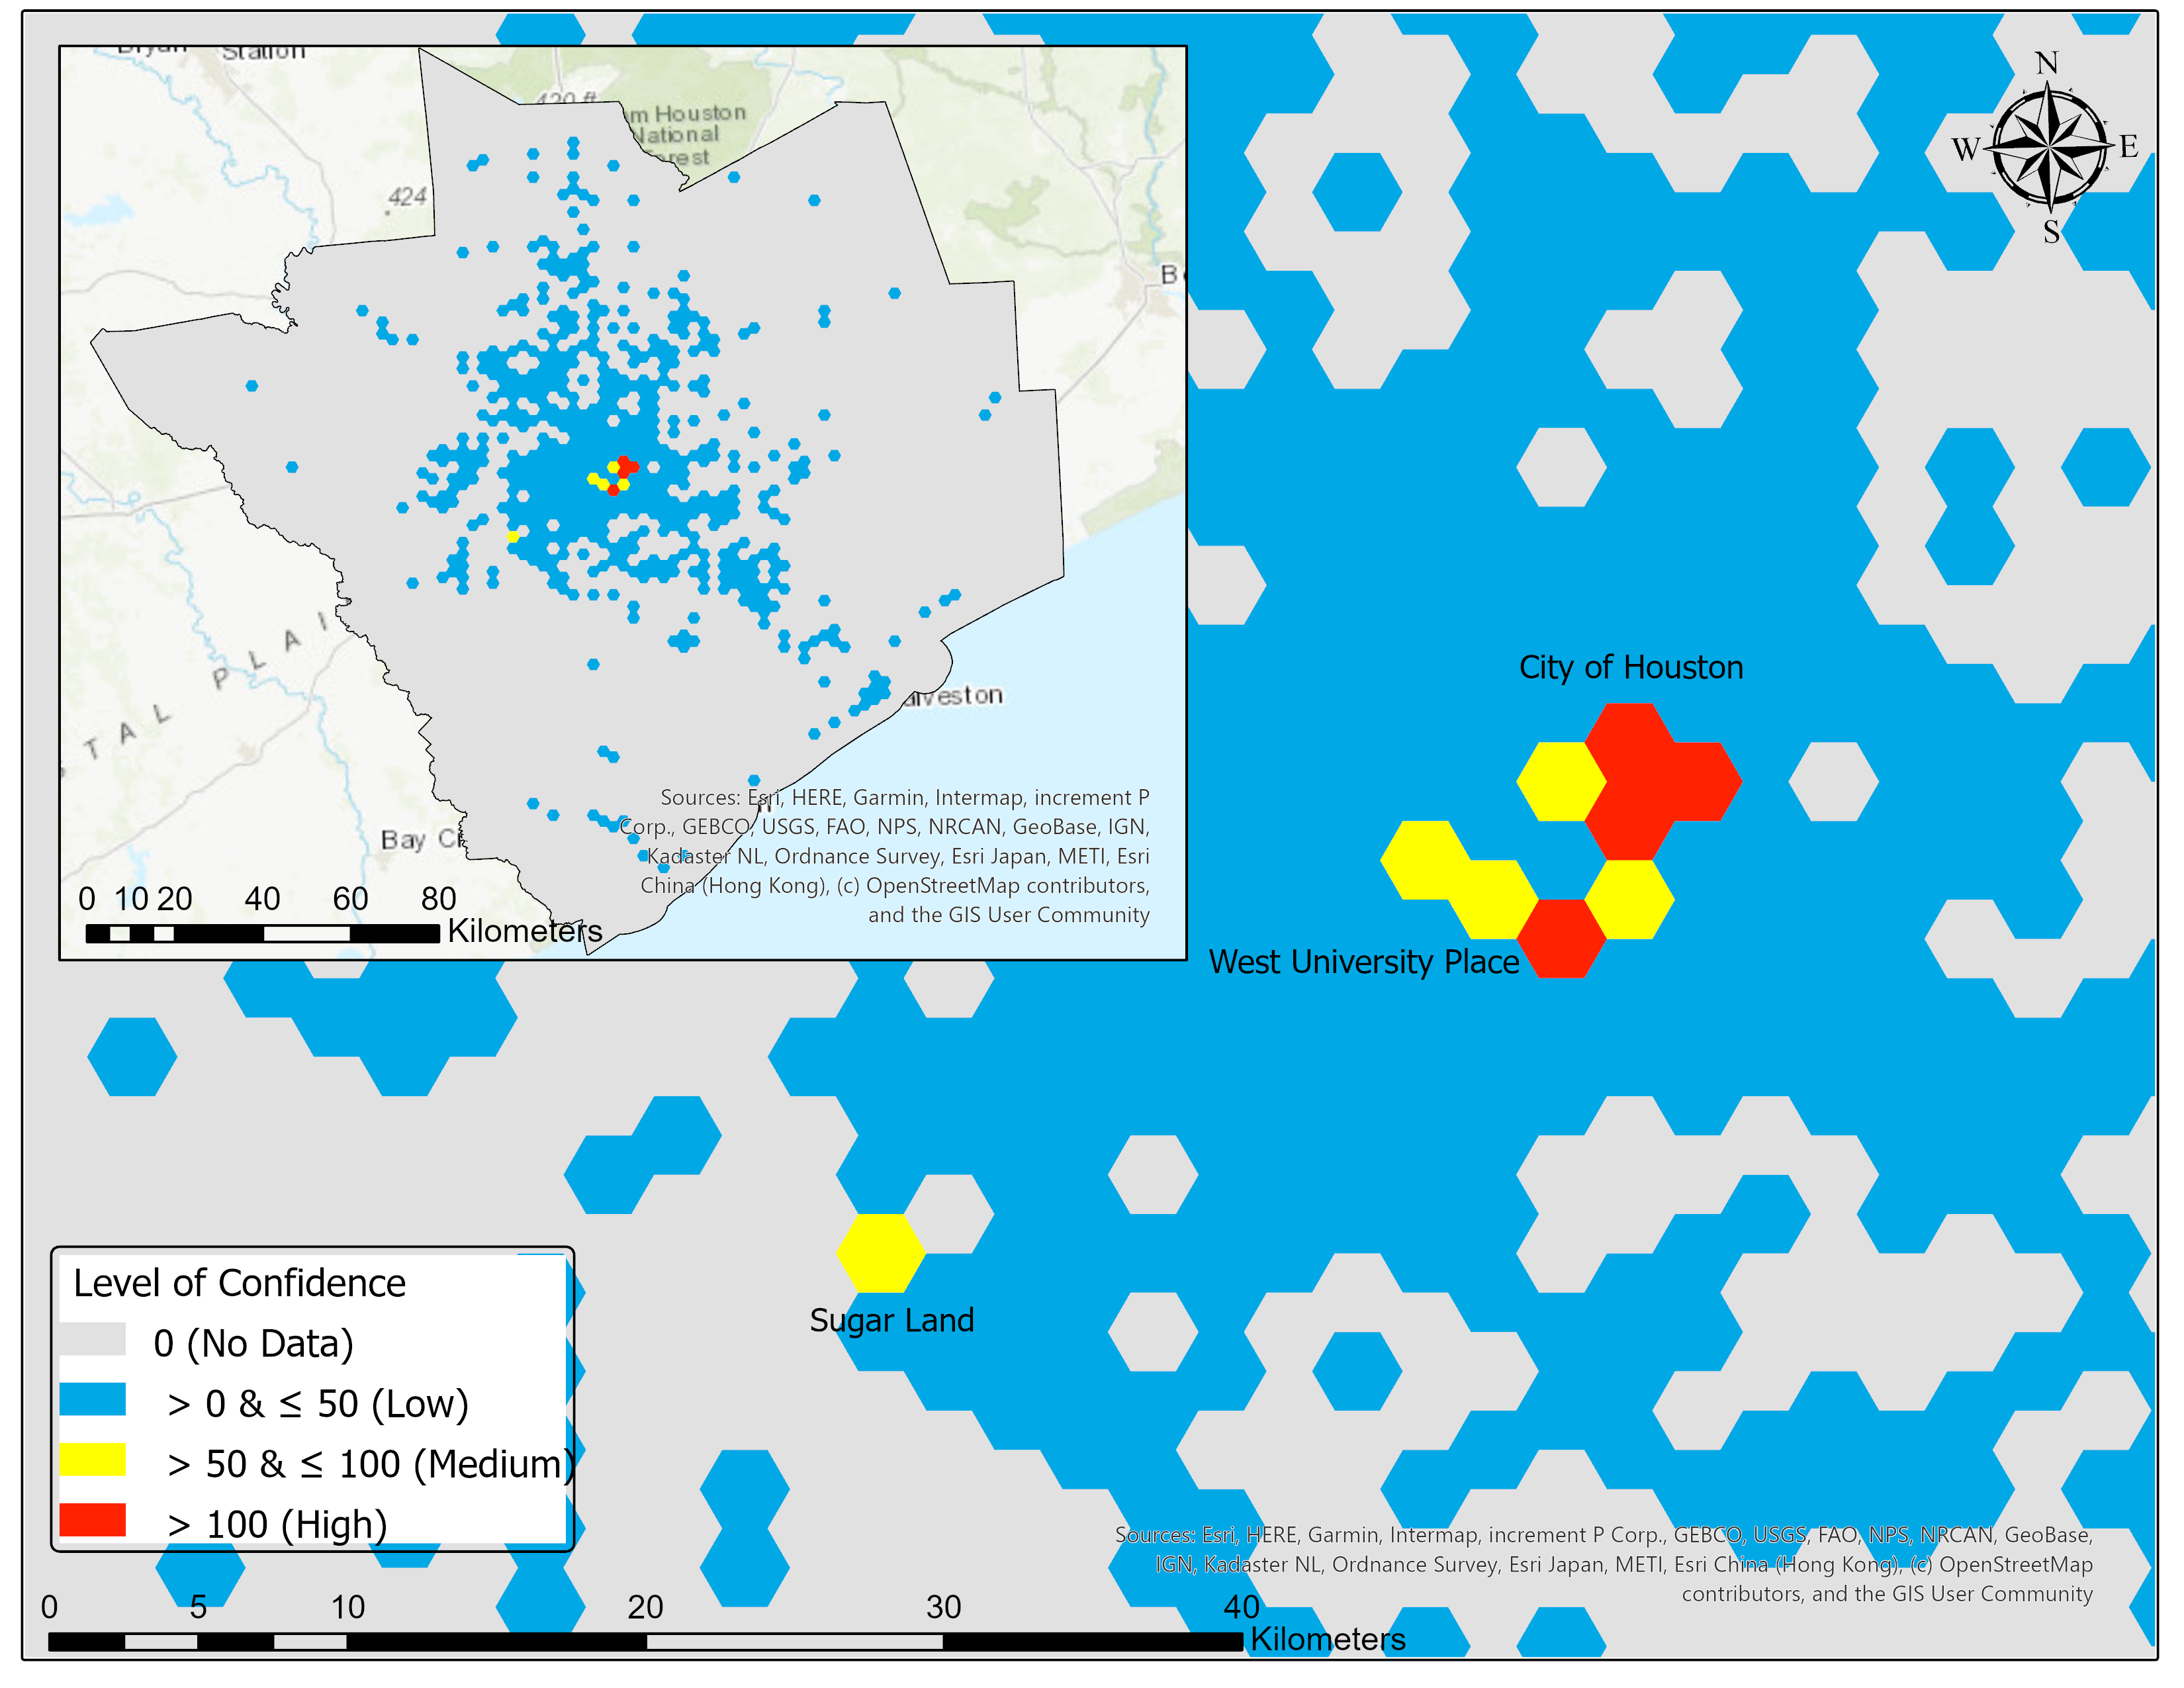 Station
420 ft
m Houston
National
Forest
424
N
W
E
S
B
City of Houston
West University Place
alveston
P L A I
T A L
Bay Ci
Sources: Esri, HERE, Garmin, Intermap, increment P
Corp., GEBCO, USGS, FAO, NPS, NRCAN, GeoBase, IGN,
Kadaster NL, Ordnance Survey, Esri Japan, METI, Esri
China (Hong Kong), (c) OpenStreetMap contributors,
and the GIS User Community
0 10 20 40 60 80
Kilometers
Sugar Land
Level of Confidence
0 (No Data)
> 0 & ≤ 50 (Low)
> 50 & ≤ 100 (Medium)
> 100 (High)
Sources: Esri, HERE, Garmin, Intermap, increment P Corp., GEBCO, USGS, FAO, NPS, NRCAN, GeoBase,
IGN, Kadaster NL, Ordnance Survey, Esri Japan, METI, Esri China (Hong Kong), (c) OpenStreetMap
contributors, and the GIS User Community
0 5 10 20 30 40
Kilometers